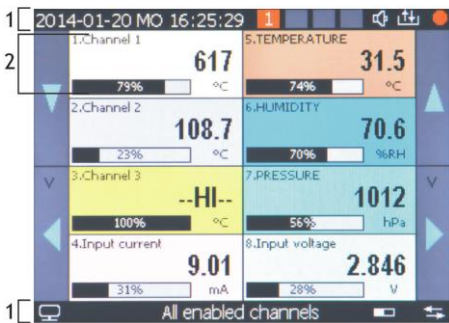 1
2014-01-20 MO 16:25:29 1
2
1.Channel 1
617
79% °C
5.TEMPERATURE
31.5
74% °C
2.Channel 2
108.7
23% °C
6.HUMIDITY
70.6
70% %RH
3.Channel 3
--HI--
100% °C
7.PRESSURE
1012
56% hPa
4.Input current
9.01
31% mA
8.Input voltage
2.846
28% V
V
V
1
All enabled channels